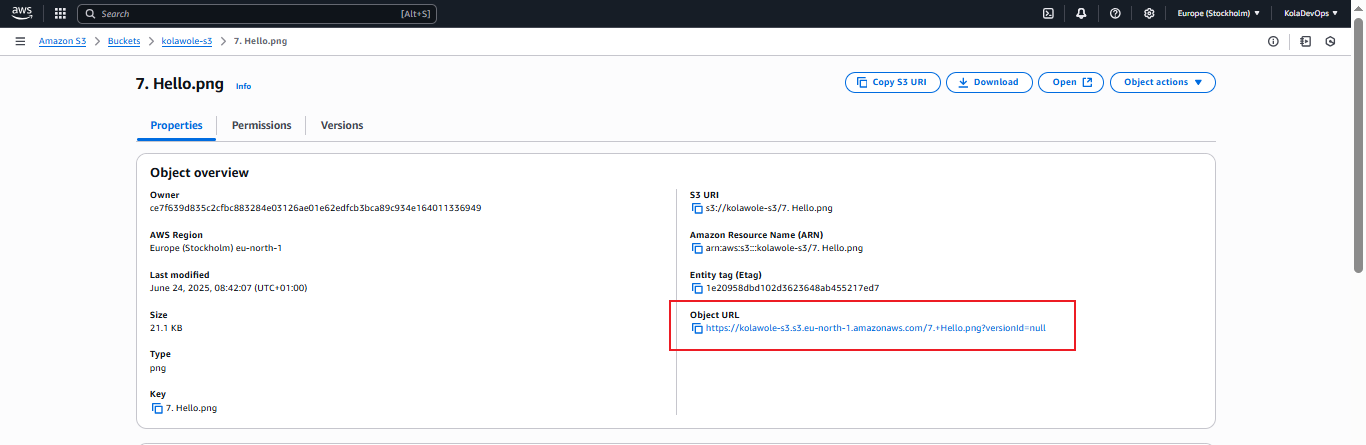 aws
Search [Alt+S] Europe (Stockholm) KolaDevOps
Amazon S3 > Buckets > kolawole-s3 > 7. Hello.png
7. Hello.png Info Copy S3 URI Download Open Object actions
Properties Permissions Versions
Object overview
Owner
ce7f639d835c2cfbc883284e03126ae01e62edfcb3bca89c934e164011336949
AWS Region
Europe (Stockholm) eu-north-1
Last modified
June 24, 2025, 08:42:07 (UTC+01:00)
Size
21.1 KB
Type
png
Key
7. Hello.png
S3 URI
s3://kolawole-s3/7. Hello.png
Amazon Resource Name (ARN)
arn:aws:s3:::kolawole-s3/7. Hello.png
Entity tag (Etag)
1e20958dbd102d3623648ab455217ed7
Object URL
https://kolawole-s3.s3.eu-north-1.amazonaws.com/7.+Hello.png?versionId=null